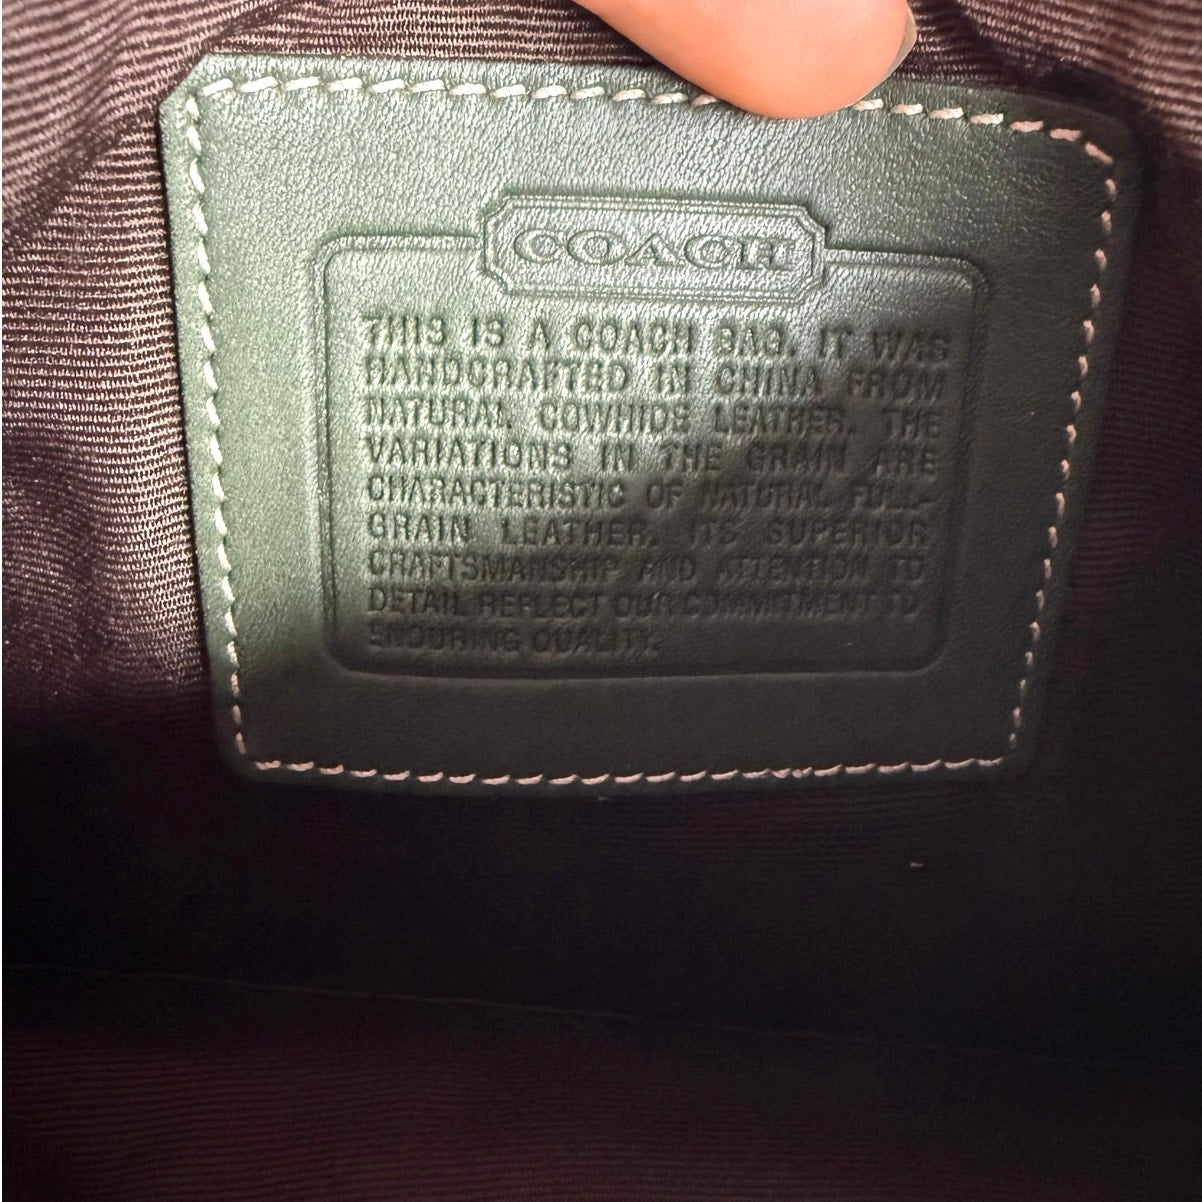 COACH
THIS IS A COACH BAG. IT WAS
HANDCRAFTED IN CHINA FROM
NATURAL COWHIDE LEATHER. THE
VARIATIONS IN THE GRAIN ARE
CHARACTERISTIC OF NATURAL FULL-
GRAIN LEATHER. ITS SUPERIOR
CRAFTSMANSHIP AND ATTENTION TO
DETAIL REFLECT OUR COMMITMENT TO
ENDURING QUALITY.